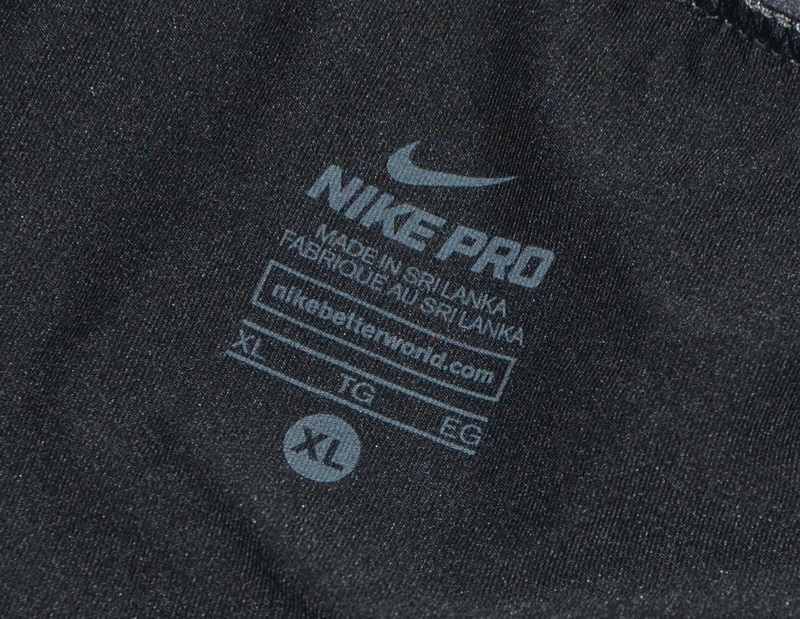 NIKE PRO
MADE IN SRI LANKA
FABRIQUE AU SRI LANKA
nikebetterworld.com
XL TG EG
XL